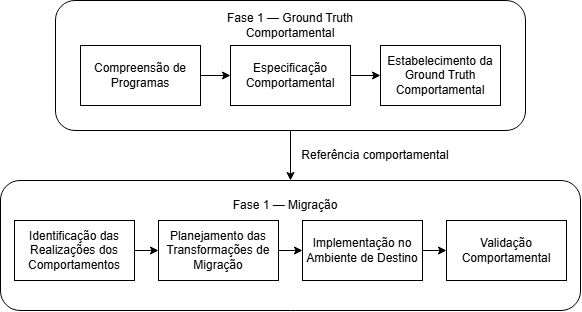 Fase 1 — Ground Truth
Comportamental
Compreensão de
Programas
Especificação
Comportamental
Estabelecimento da
Ground Truth
Comportamental
Referência comportamental
Fase 1 — Migração
Identificação das
Realizações dos
Comportamentos
Planejamento das
Transformações de
Migração
Implementação no
Ambiente de Destino
Validação
Comportamental